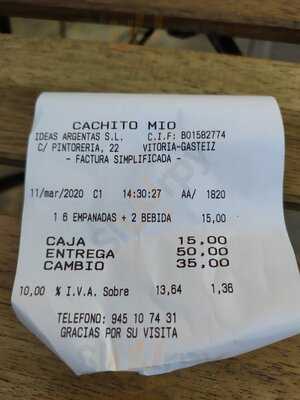 CACHITO MIO
IDEAS ARGENTAS S.L. C.I.F: B01582774
C/ PINTORERIA, 22 VITORIA-GASTEIZ
- FACTURA SIMPLIFICADA -
11/mar/2020 C1 14:30:27 AA/ 1820
1 6 EMPANADAS + 2 BEBIDA 15,00
CAJA 15,00
ENTREGA 50,00
CAMBIO 35,00
10,00 % I.V.A. Sobre 13,64 1,36
TELEFONO: 945 10 74 31
GRACIAS POR SU VISITA